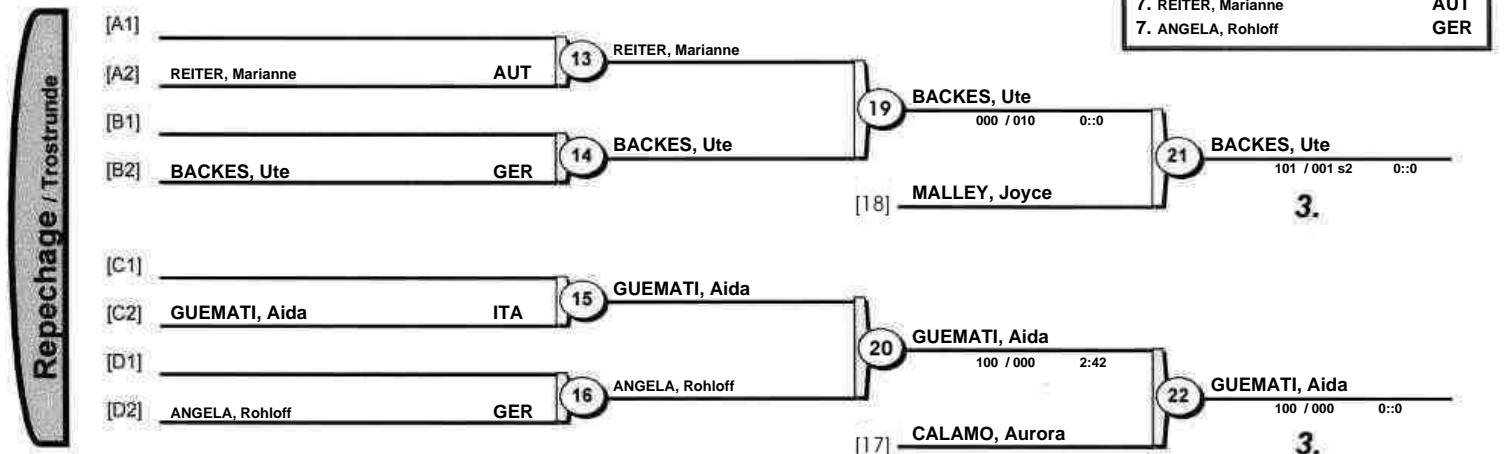 7. REITER, Marianne AUT
7. ANGELA, Rohloff GER
Repechage / Trostrunde
[A1]
[A2] REITER, Marianne AUT
13 REITER, Marianne
[B1]
[B2] BACKES, Ute GER
14 BACKES, Ute
19 BACKES, Ute
000 / 010 0::0
[18] MALLEY, Joyce
21 BACKES, Ute
101 / 001 s2 0::0
3.
[C1]
[C2] GUEMATI, Aida ITA
15 GUEMATI, Aida
[D1]
[D2] ANGELA, Rohloff GER
16 ANGELA, Rohloff
20 GUEMATI, Aida
100 / 000 2:42
[17] CALAMO, Aurora
22 GUEMATI, Aida
100 / 000 0::0
3.